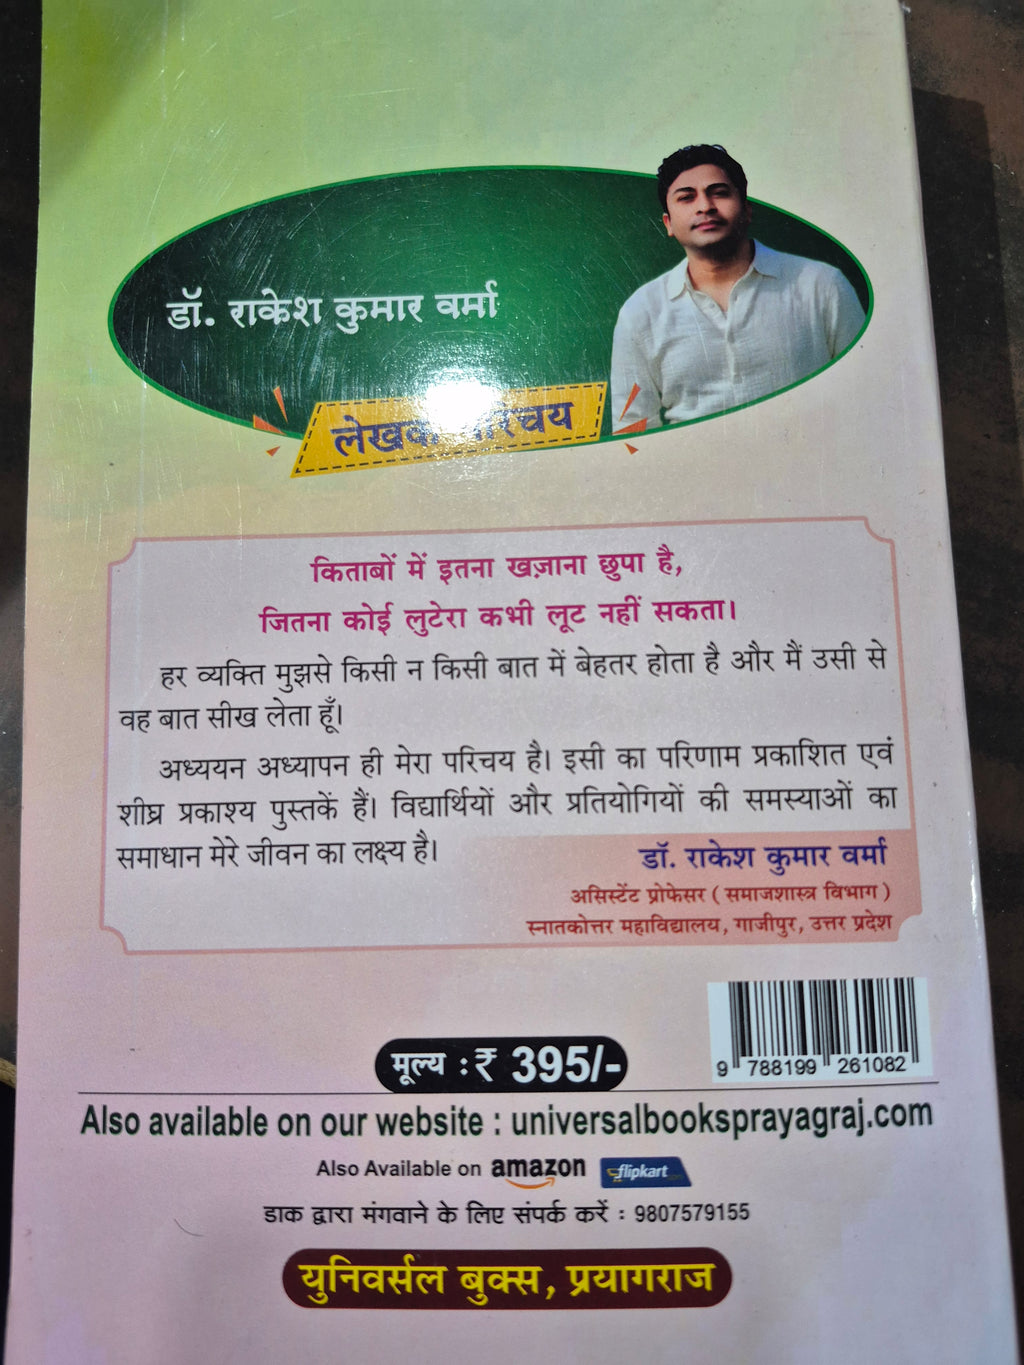 डॉ. राकेश कुमार वर्मा
लेखक परिचय
किताबों में इतना खज़ाना छुपा है,
जितना कोई लुटेरा कभी लूट नहीं सकता।
हर व्यक्ति मुझसे किसी न किसी बात में बेहतर होता है और मैं उसी से
वह बात सीख लेता हूँ।
अध्ययन अध्यापन ही मेरा परिचय है। इसी का परिणाम प्रकाशित एवं
शीघ्र प्रकाश्य पुस्तकें हैं। विद्यार्थियों और प्रतियोगियों की समस्याओं का
समाधान मेरे जीवन का लक्ष्य है।
डॉ. राकेश कुमार वर्मा
असिस्टेंट प्रोफेसर ( समाजशास्त्र विभाग )
स्नातकोत्तर महाविद्यालय, गाजीपुर, उत्तर प्रदेश
9 788199 261082
मूल्य : ₹ 395/-
Also available on our website : universalbooksprayagraj.com
Also Available on amazon flipkart
डाक द्वारा मंगवाने के लिए संपर्क करें : 9807579155
युनिवर्सल बुक्स, प्रयागराज